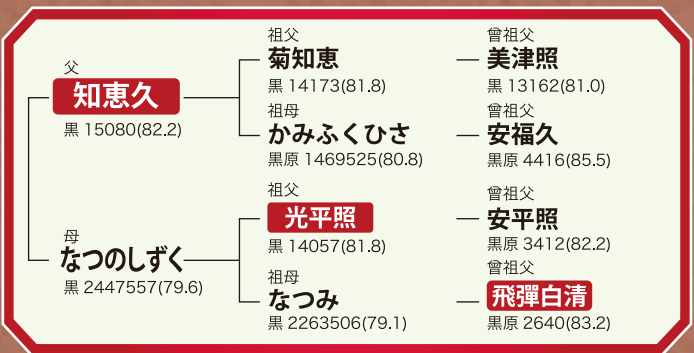 父
知恵久
黒 15080(82.2)
祖父
菊知恵
黒 14173(81.8)
曾祖父
美津照
黒 13162(81.0)
祖母
かみふくひさ
黒原 1469525(80.8)
曾祖父
安福久
黒原 4416(85.5)
母
なつのしずく
黒 2447557(79.6)
祖父
光平照
黒 14057(81.8)
曾祖父
安平照
黒原 3412(82.2)
祖母
なつみ
黒 2263506(79.1)
曾祖父
飛驒白清
黒原 2640(83.2)